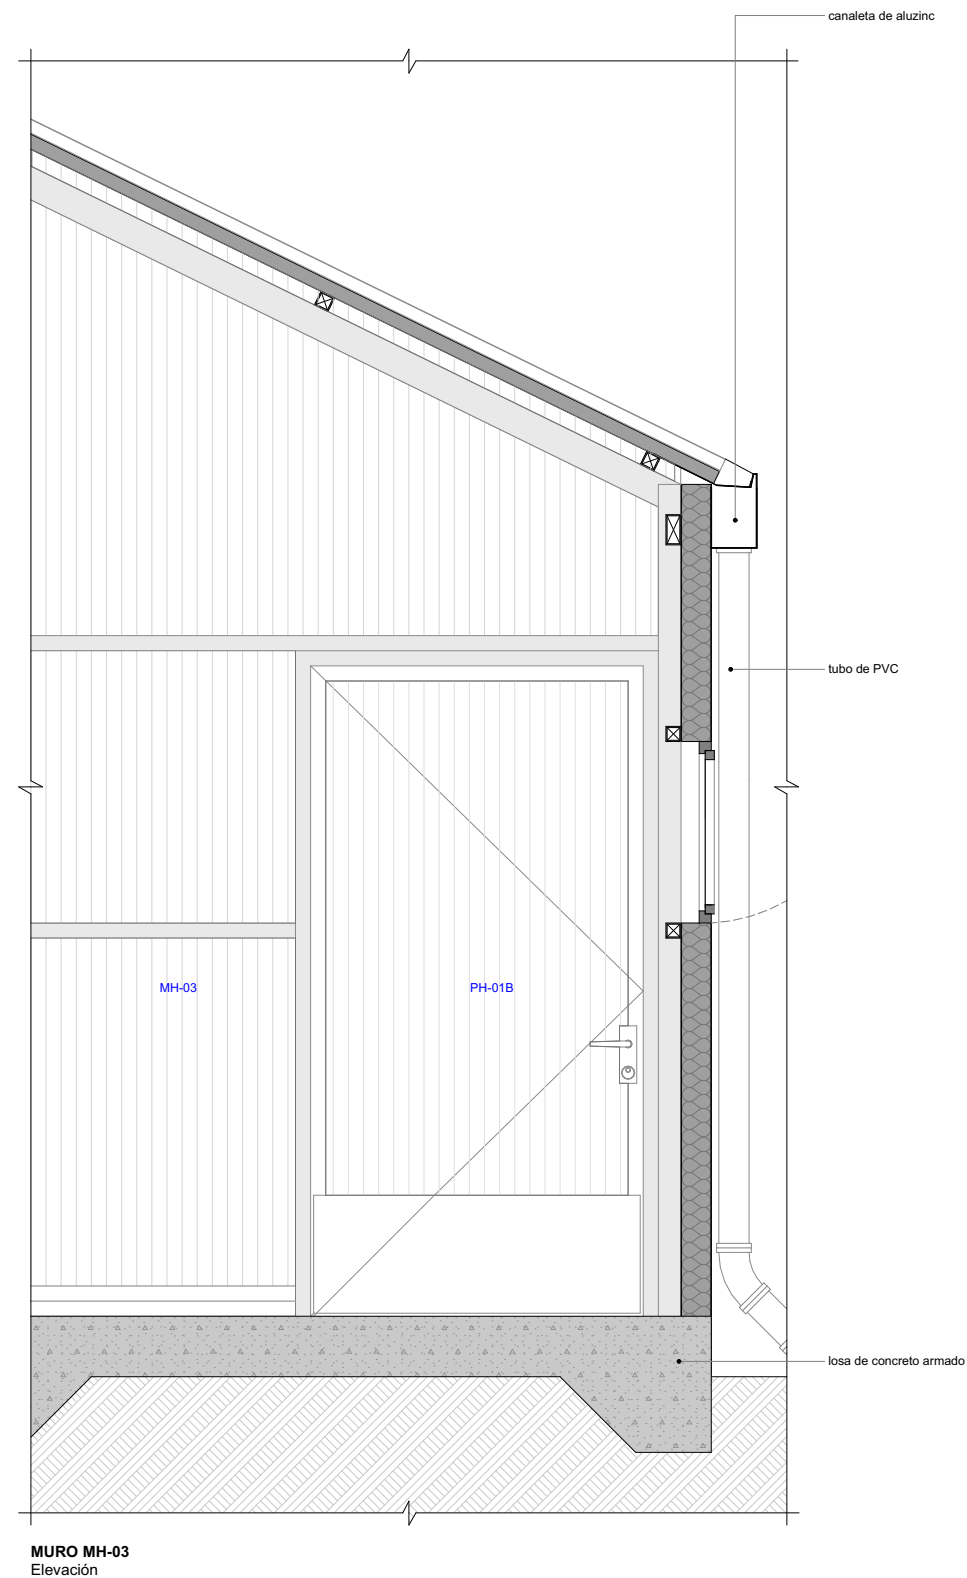 canaleta de aluzinc
tubo de PVC
MH-03
PH-01B
losa de concreto armado
MURO MH-03
Elevación